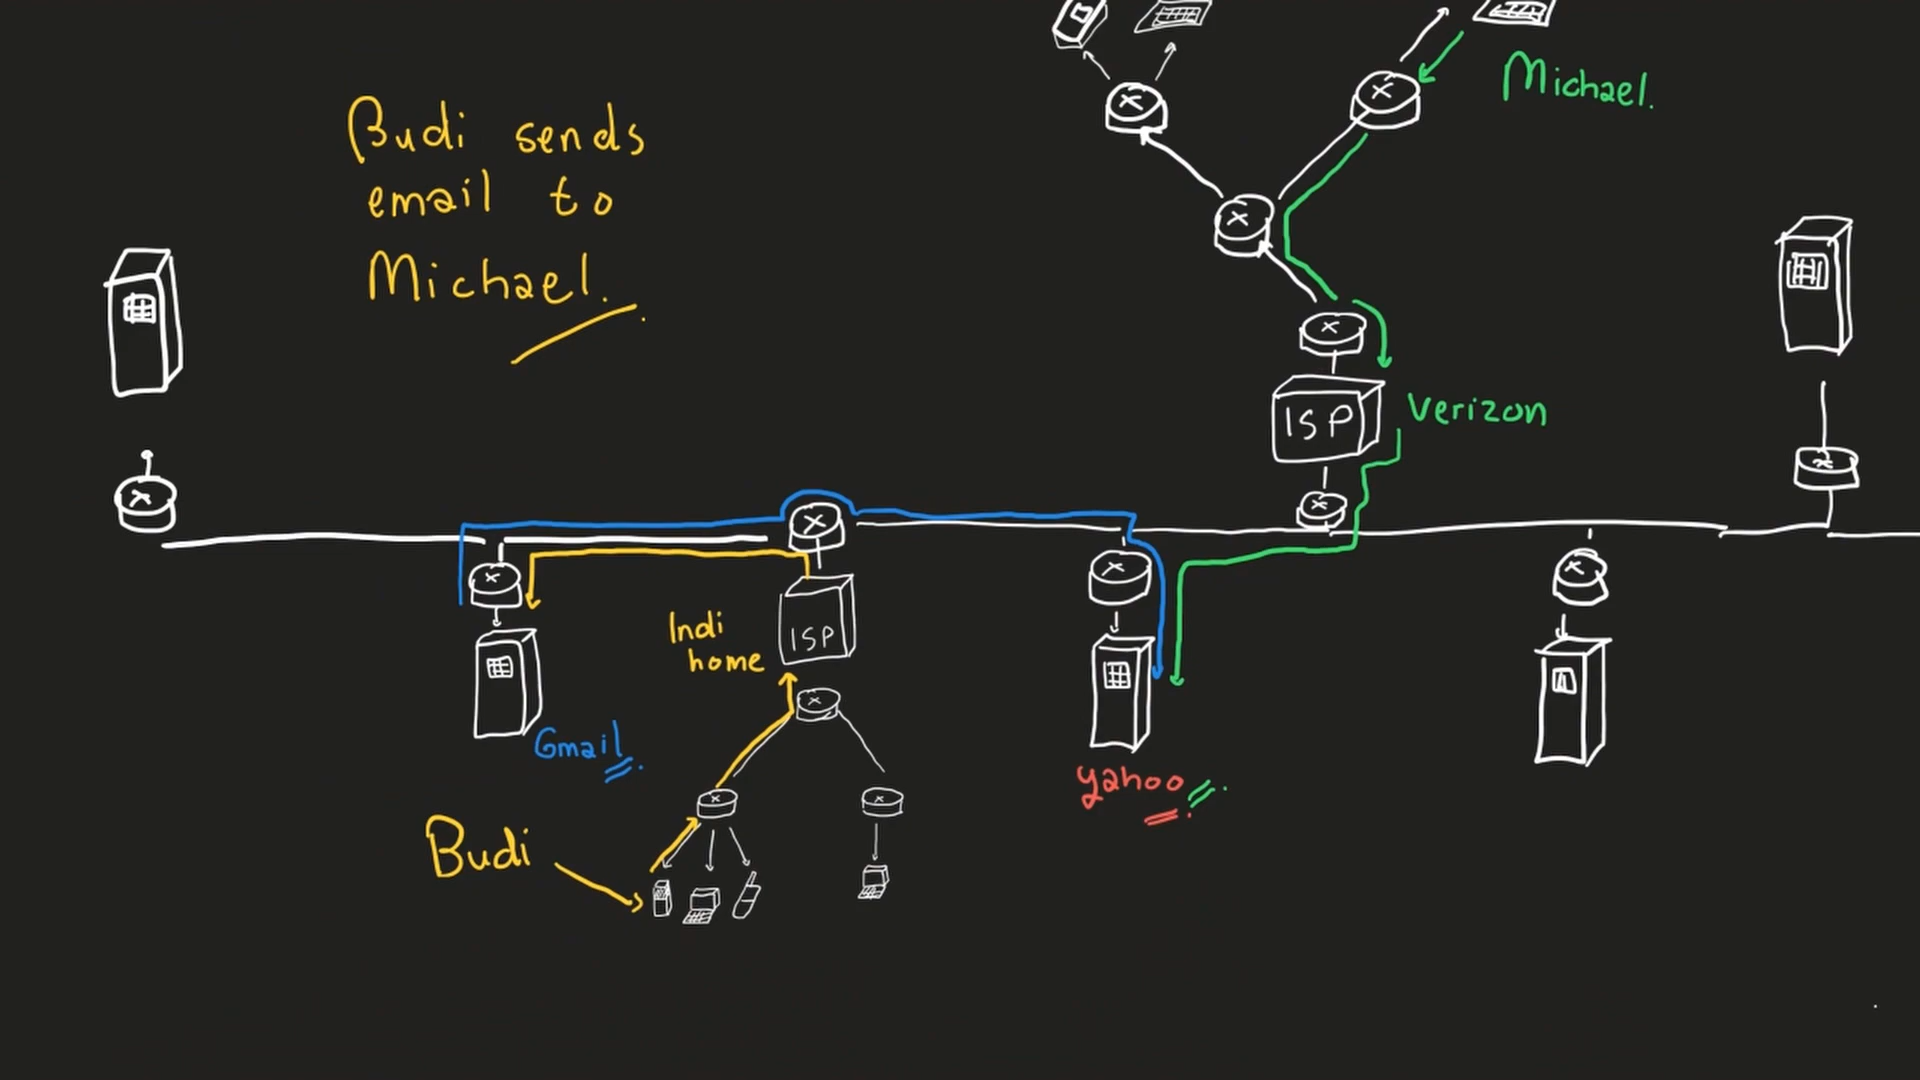 Budi sends
email to
Michael.
Michael.
ISP
Verizon
Indi
home
ISP
Gmail
yahoo
Budi